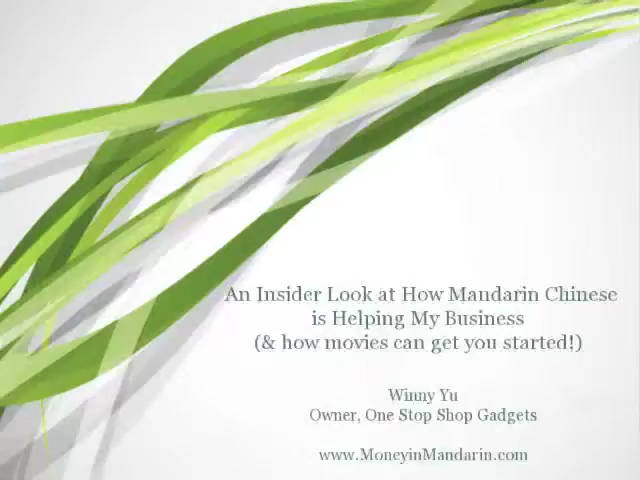 An Insider Look at How Mandarin Chinese
is Helping My Business
(& how movies can get you started!)
Winny Yu
Owner, One Stop Shop Gadgets
www.MoneyinMandarin.com